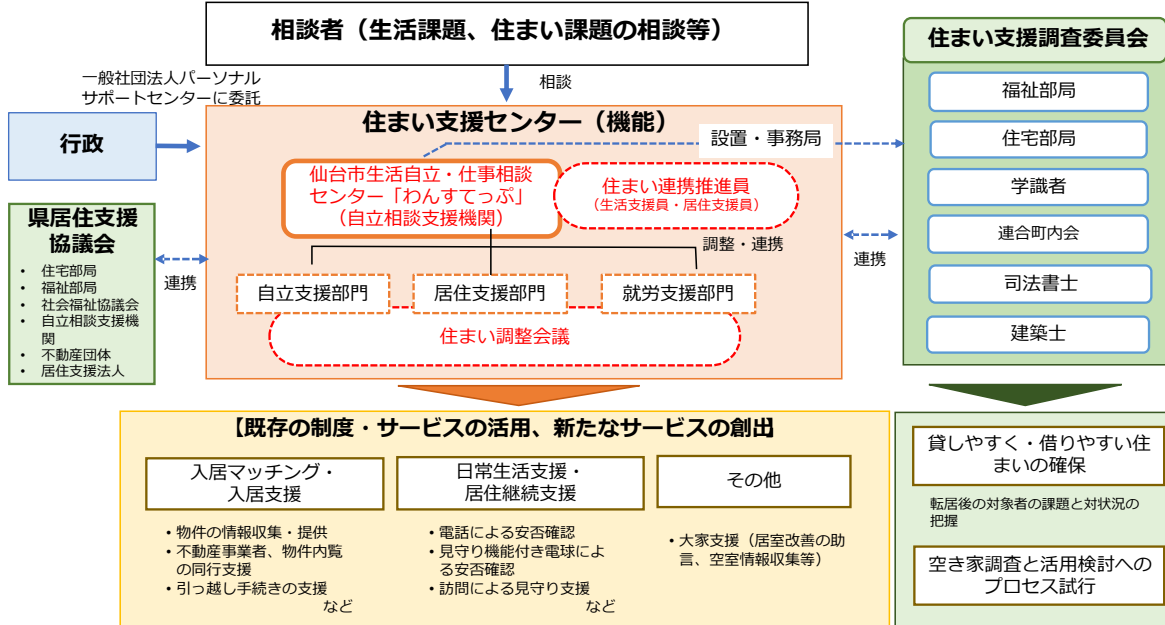 相談者（生活課題、住まい課題の相談等）
一般社団法人パーソナル
サポートセンターに委託
相談
行政
住まい支援センター（機能）
設置・事務局
仙台市生活自立・仕事相談
センター「わんすてっぷ」
（自立相談支援機関）
住まい連携推進員
（生活支援員・居住支援員）
調整・連携
自立支援部門
居住支援部門
就労支援部門
住まい調整会議
県居住支援
協議会
• 住宅部局
• 福祉部局
• 社会福祉協議会
• 自立相談支援機
関
• 不動産団体
• 居住支援法人
連携
連携
住まい支援調査委員会
福祉部局
住宅部局
学識者
連合町内会
司法書士
建築士
【既存の制度・サービスの活用、新たなサービスの創出
入居マッチング・
入居支援
• 物件の情報収集・提供
• 不動産事業者、物件内覧
の同行支援
• 引っ越し手続きの支援
など
日常生活支援・
居住継続支援
• 電話による安否確認
• 見守り機能付き電球によ
る安否確認
• 訪問による見守り支援
など
その他
• 大家支援（居室改善の助
言、空室情報収集等）
貸しやすく・借りやすい住
まいの確保
転居後の対象者の課題と対状況の
把握
空き家調査と活用検討への
プロセス試行